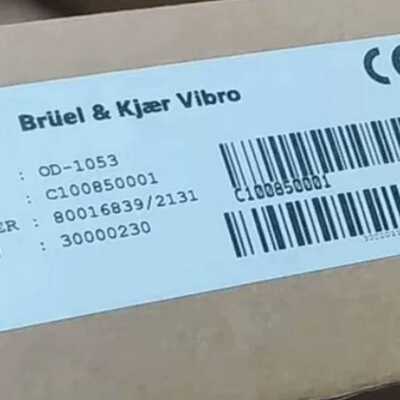 CE
Brüel & Kjær Vibro
: OD-1053
: C100850001
ER : 80016839/2131
: 30000230
C100850001